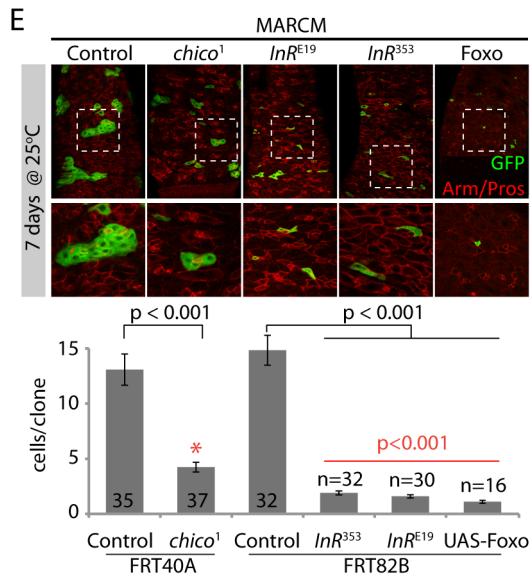 E
MARCM
Control chico¹ InRᴱ¹⁹ InR³⁵³ Foxo
7 days @ 25°C
GFP
Arm/Pros
p < 0.001 p < 0.001
15
10
5
0
cells/clone
* p<0.001
n=32 n=30 n=16
35 37 32
Control chico¹ Control InR³⁵³ InRᴱ¹⁹ UAS-Foxo
FRT40A FRT82B